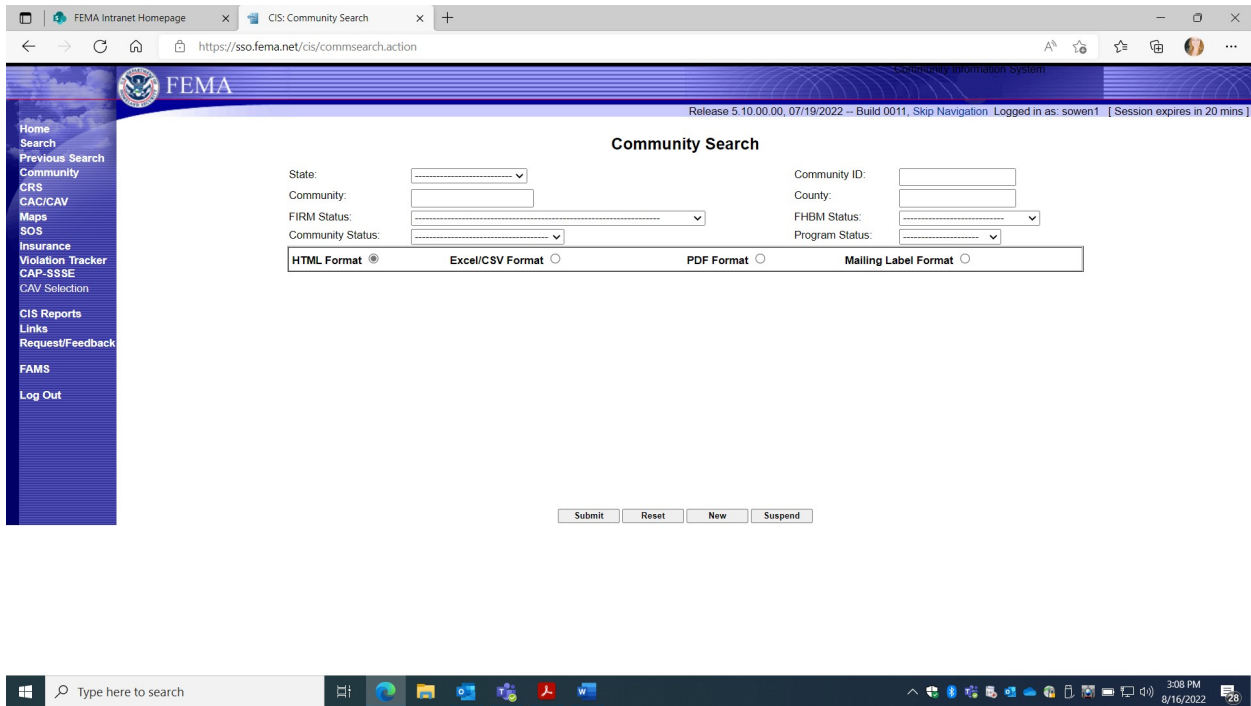 FEMA Intranet Homepage
CIS: Community Search
https://sso.fema.net/cis/commsearch.action
FEMA
Community Information System
Release 5.10.00.00, 07/19/2022 -- Build 0011, Skip Navigation Logged in as: sowen1 [ Session expires in 20 mins ]
Home
Search
Previous Search
Community
CRS
CAC/CAV
Maps
SOS
Insurance
Violation Tracker
CAP-SSSE
CAV Selection
CIS Reports
Links
Request/Feedback
FAMS
Log Out
Community Search
State:
Community ID:
Community:
County:
FIRM Status:
FHBM Status:
Community Status:
Program Status:
HTML Format Excel/CSV Format PDF Format Mailing Label Format
Submit Reset New Suspend
Type here to search
3:08 PM
8/16/2022
28